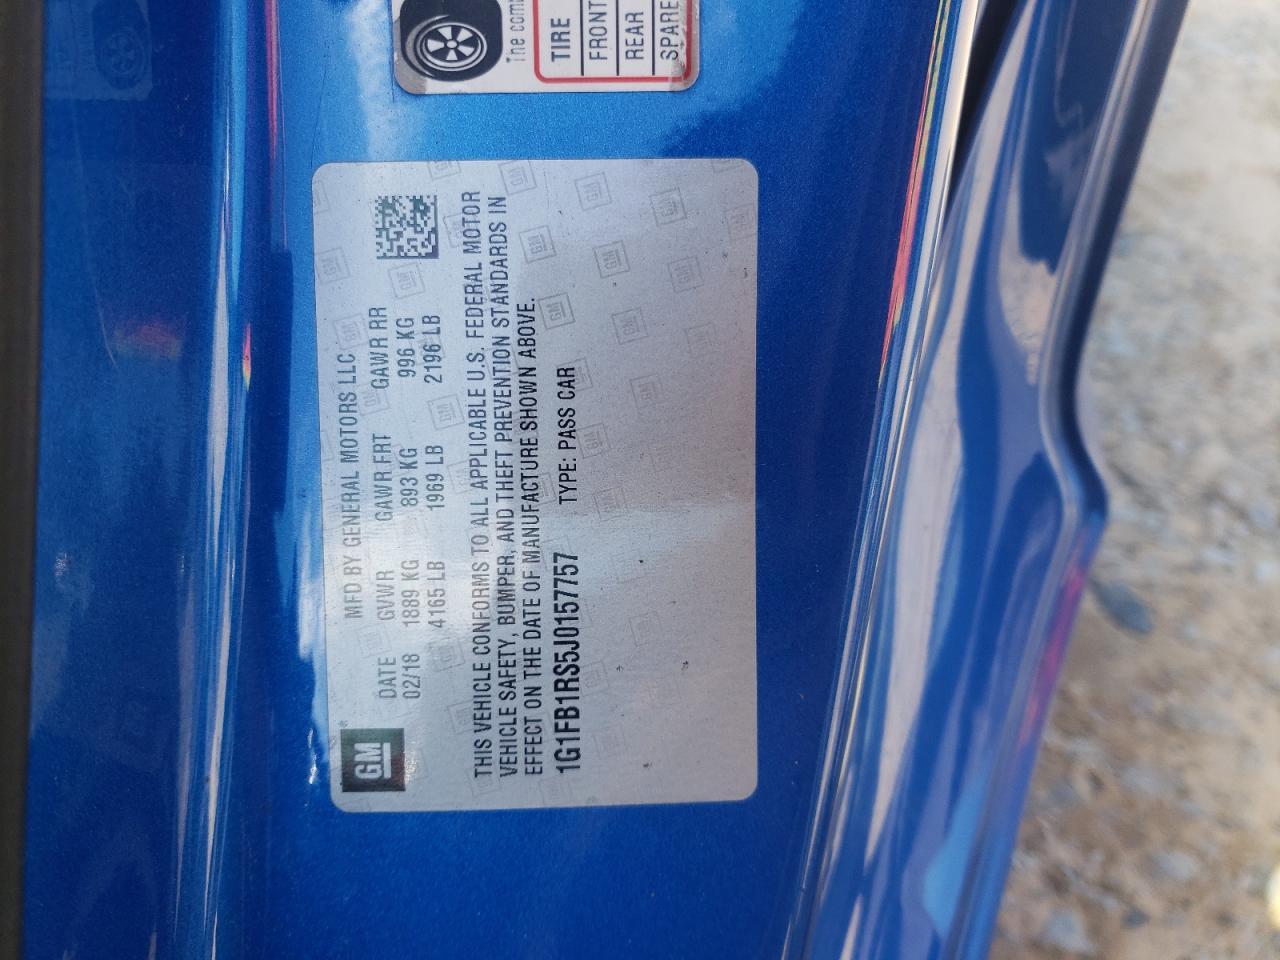 GM
MFD BY GENERAL MOTORS LLC
DATE GVWR GAWR FRT GAWR RR
02/18 1889 KG 893 KG 996 KG
4165 LB 1969 LB 2196 LB
THIS VEHICLE CONFORMS TO ALL APPLICABLE U.S. FEDERAL MOTOR
VEHICLE SAFETY, BUMPER, AND THEFT PREVENTION STANDARDS IN
EFFECT ON THE DATE OF MANUFACTURE SHOWN ABOVE.
1G1FB1RS5J0157757 TYPE: PASS CAR
The
TIRE
FRONT
REAR
SPARE